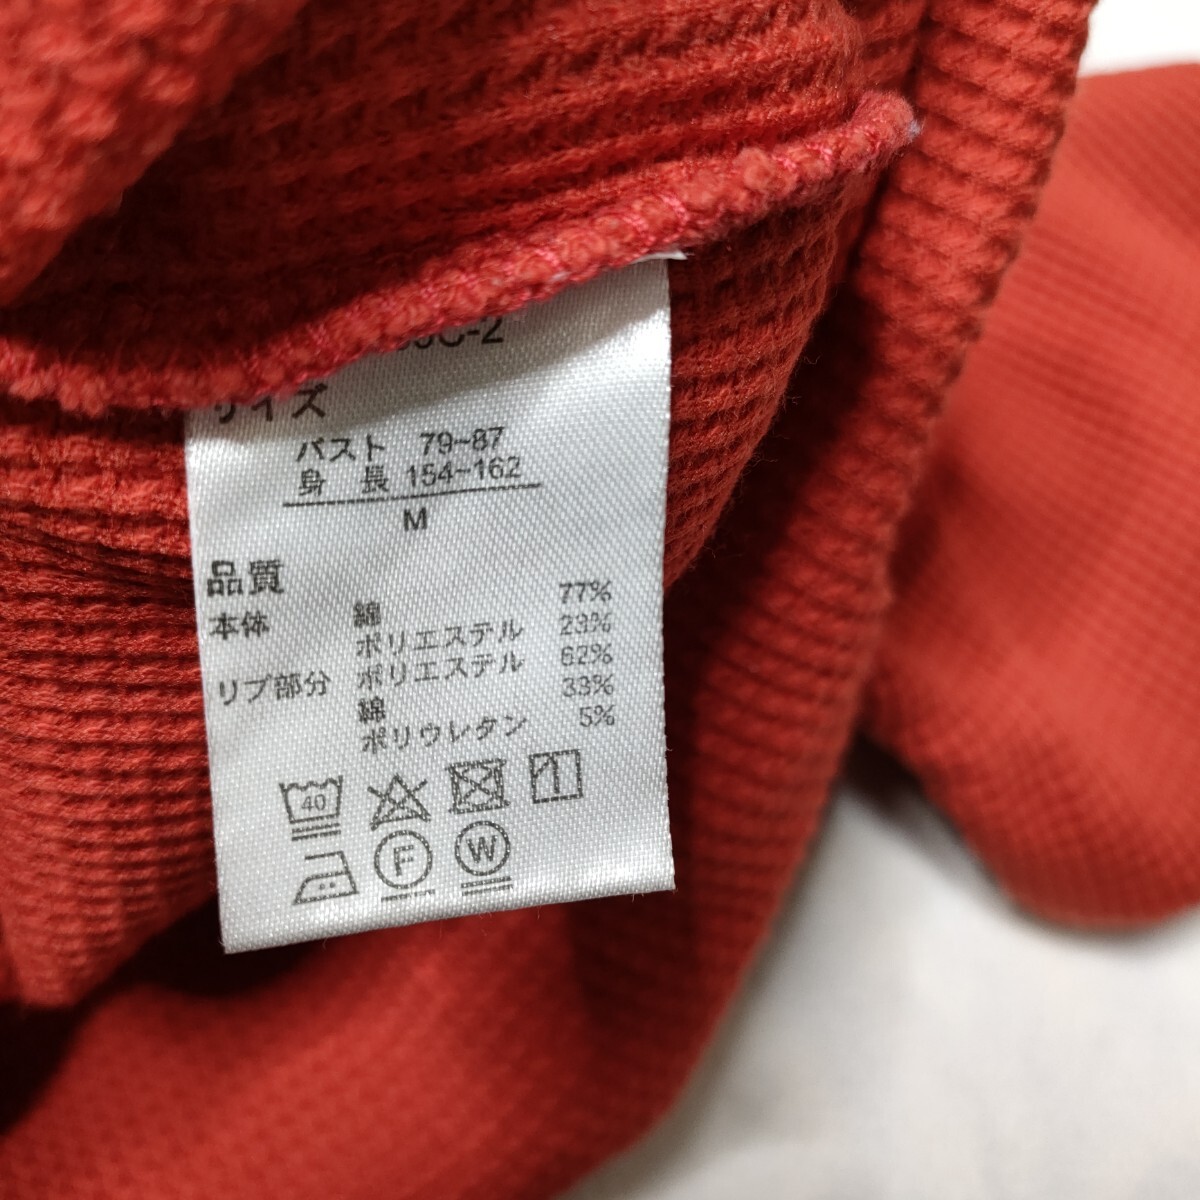 サイズ
バスト 79~87
身 長 154~162
M
品質
本体 綿 77%
ポリエステル 23%
リブ部分 ポリエステル 62%
綿 33%
ポリウレタン 5%
40
F W